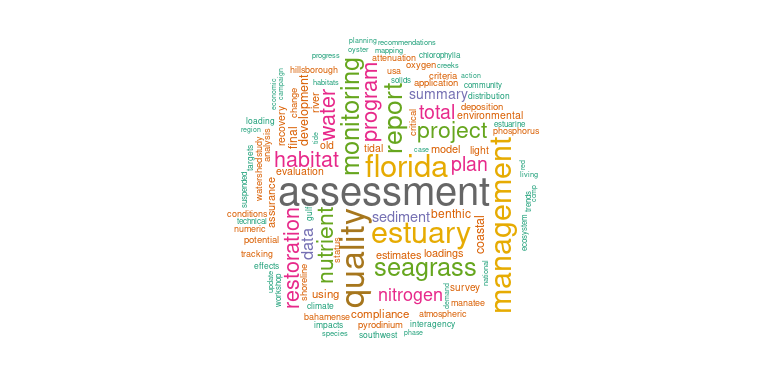 planning
recommendations
oyster
mapping
progress
attenuation
chlorophylla
oxygen
creeks
hillsborough
usa
campaign
habitats
solids
criteria
action
economic
application
community
summary
distribution
change
river
development
water
monitoring
program
report
critical
total
deposition
environmental
loading
recovery
final
estuarine
region
tide
project
phosphorus
analysis
old
tidal
case
model
light
study
targets
habitat
florida
plan
red
watershed
evaluation
living
suspended
assurance
assessment
management
comp
trends
conditions
gulf
sediment
benthic
technical
numeric
restoration
data
nutrient
quality
estuary
coastal
ecosystem
potential
status
tracking
estimates
loadings
effects
seagrass
national
update
workshop
shoreline
using
nitrogen
demand
survey
climate
manatee
bahamense
compliance
atmospheric
impacts
pyrodinium
interagency
species
southwest
phase